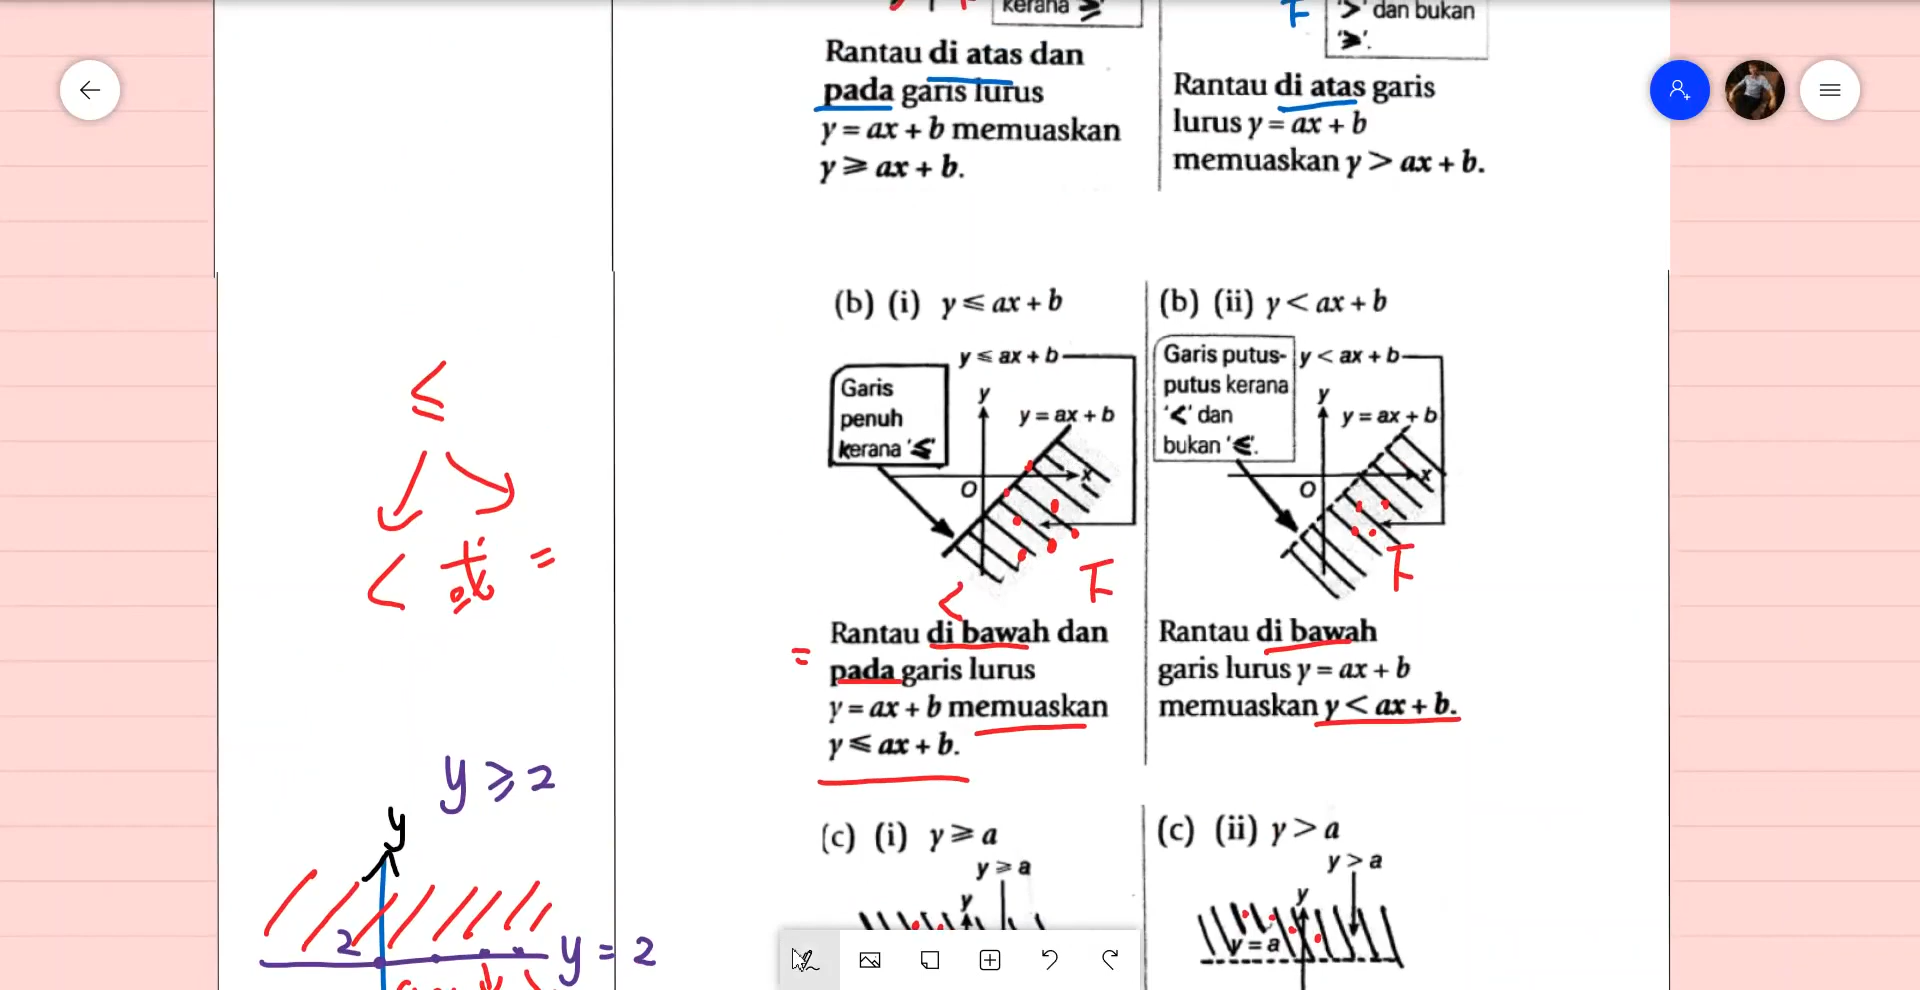 kerana ⩾
Rantau di atas dan
pada garis lurus
y = ax + b memuaskan
y ⩾ ax + b.
F
'>' dan bukan
'⩾'.
Rantau di atas garis
lurus y = ax + b
memuaskan y > ax + b.
(b) (i) y ⩽ ax + b
y ⩽ ax + b
Garis
penuh
kerana '⩽'
y
y = ax + b
x
O
F
<
Rantau di bawah dan
=
pada garis lurus
y = ax + b memuaskan
y ⩽ ax + b.
(b) (ii) y < ax + b
Garis putus-
putus kerana
'<' dan
bukan '⩽'.
y < ax + b
y
y = ax + b
x
O
F
Rantau di bawah
garis lurus y = ax + b
memuaskan y < ax + b.
(c) (i) y ⩾ a
y ⩾ a
y
(c) (ii) y > a
y > a
y
y = a
≤
< =
y ⩾ 2
y
2
y = 2